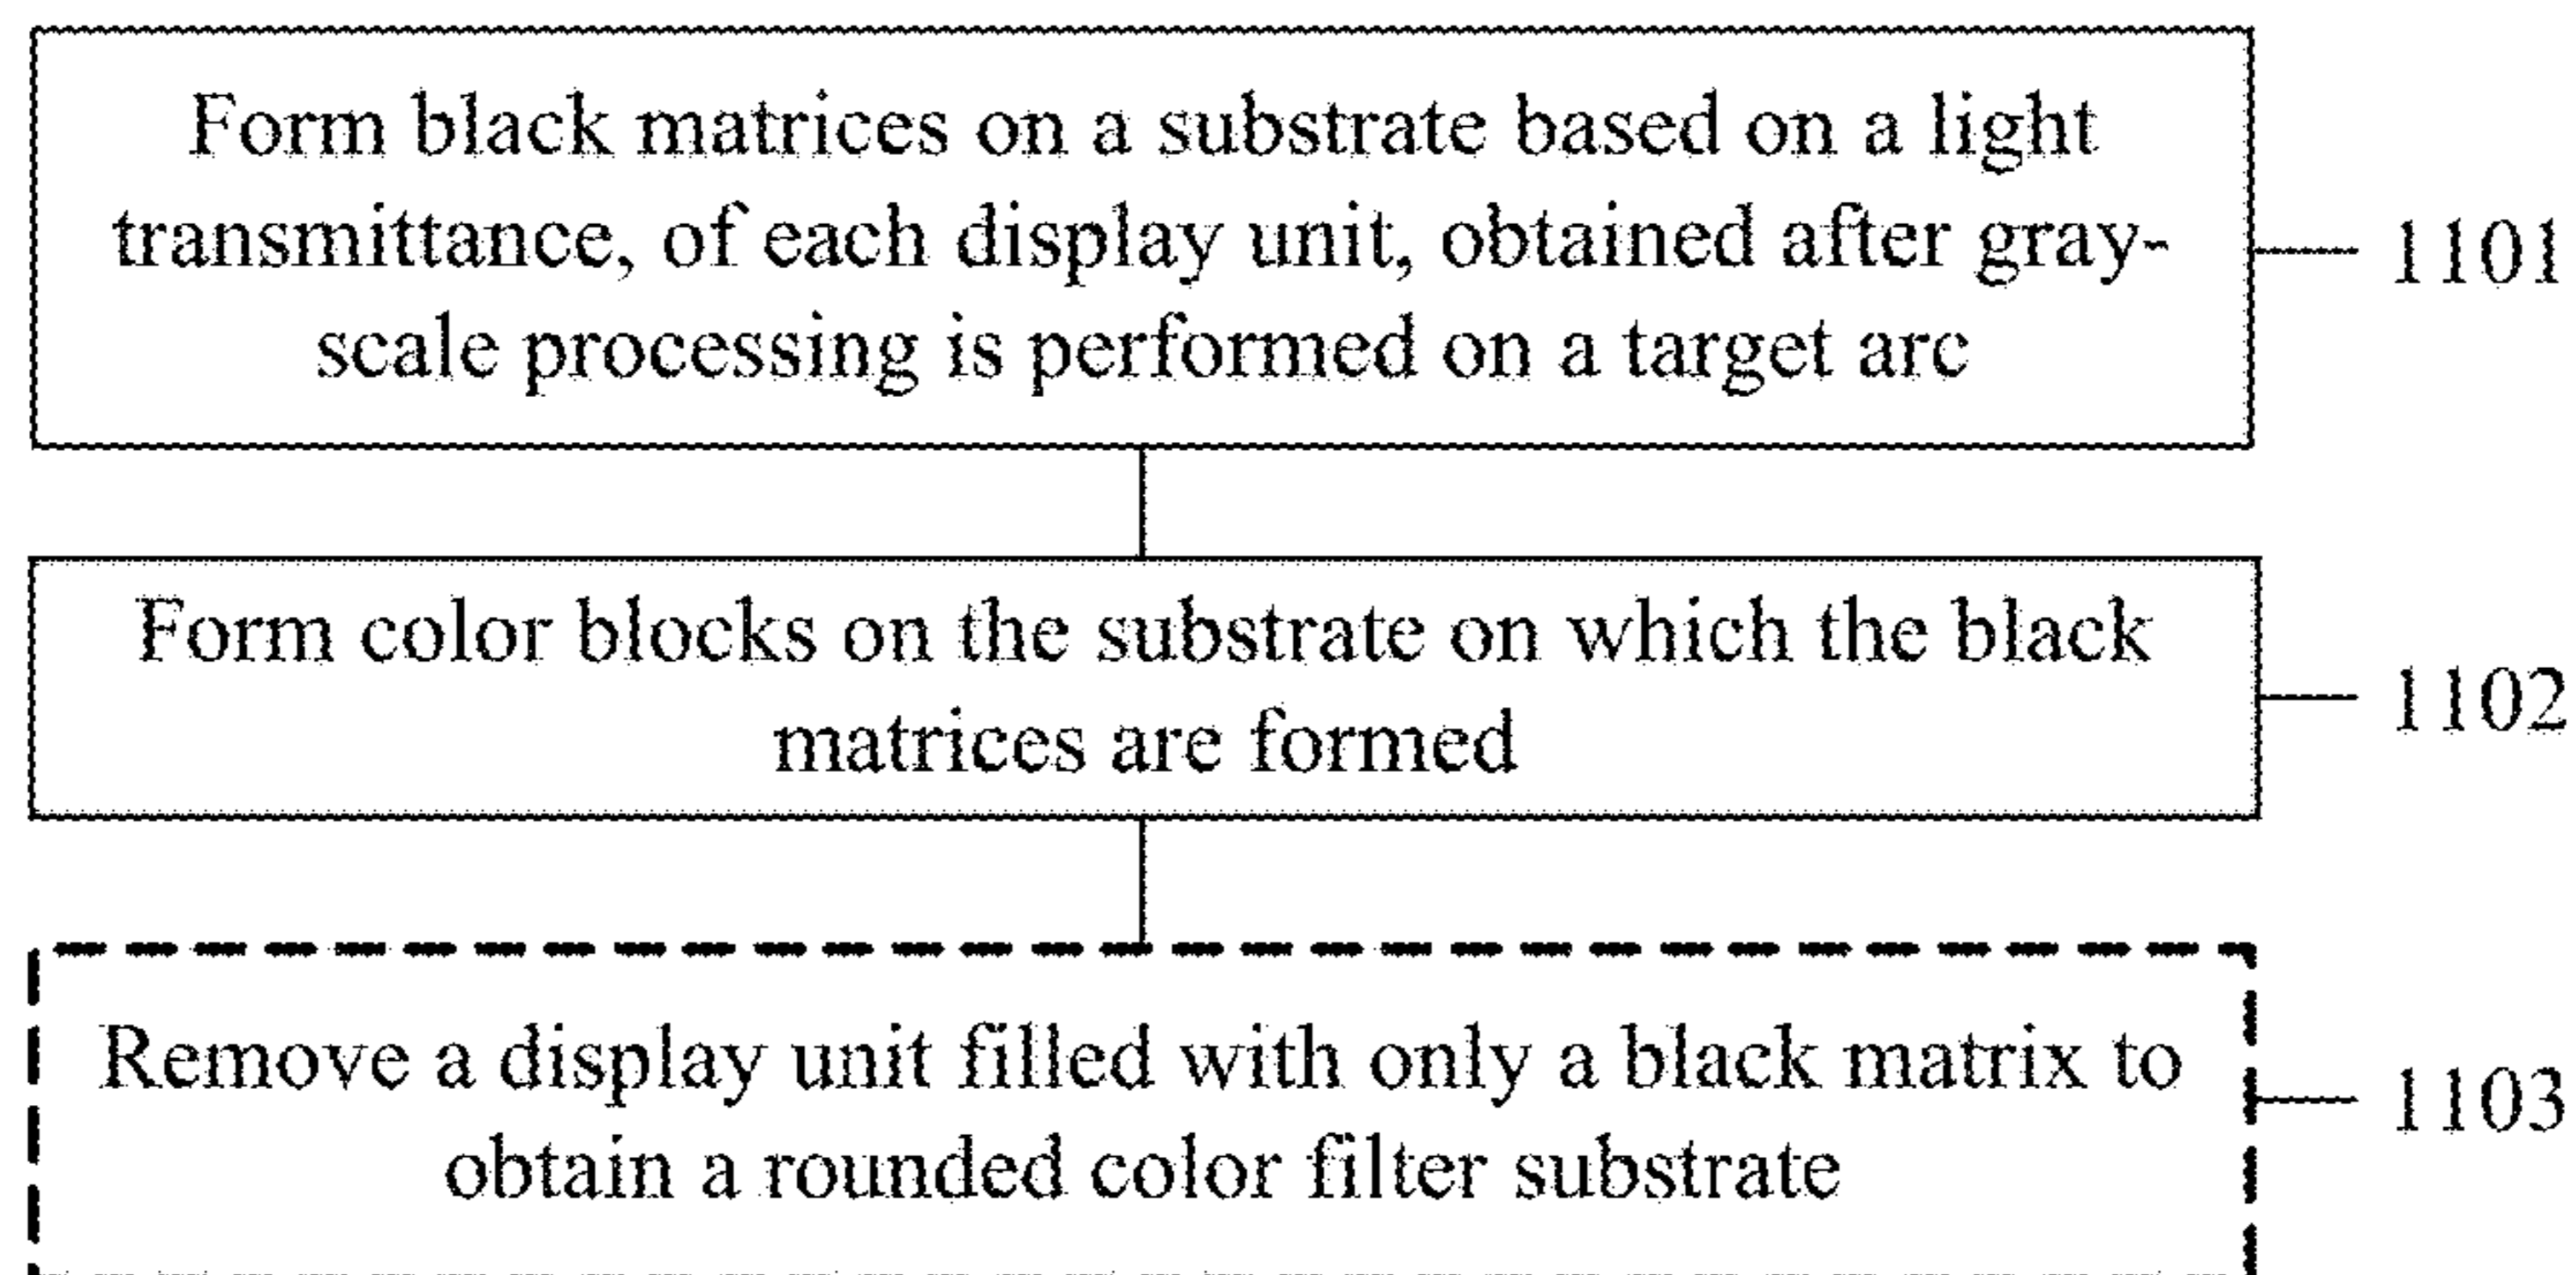 Form black matrices on a substrate based on a light
transmittance, of each display unit, obtained after gray-
scale processing is performed on a target arc
1101
Form color blocks on the substrate on which the black
matrices are formed
1102
Remove a display unit filled with only a black matrix to
obtain a rounded color filter substrate
1103